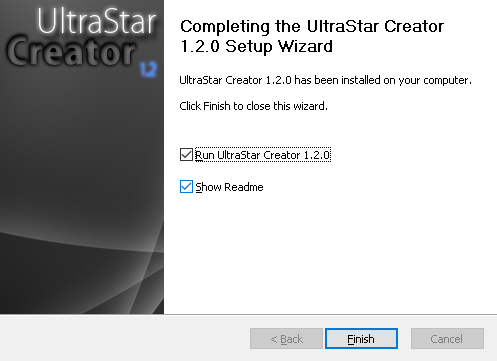 UltraStar
Creator
1.2
Completing the UltraStar Creator
1.2.0 Setup Wizard
UltraStar Creator 1.2.0 has been installed on your computer.
Click Finish to close this wizard.
Run UltraStar Creator 1.2.0
Show Readme
< Back
Finish
Cancel